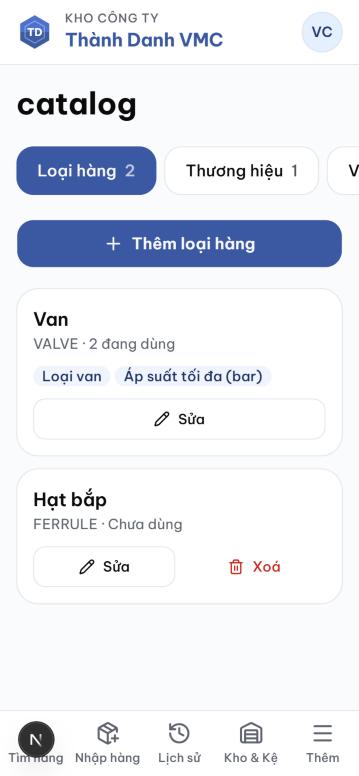 TD
KHO CÔNG TY
Thành Danh VMC
VC
catalog
Loại hàng 2
Thương hiệu 1
V
+ Thêm loại hàng
Van
VALVE · 2 đang dùng
Loại van
Áp suất tối đa (bar)
Sửa
Hạt bắp
FERRULE · Chưa dùng
Sửa
Xoá
N
Tìm hàng
Nhập hàng
Lịch sử
Kho & Kệ
Thêm